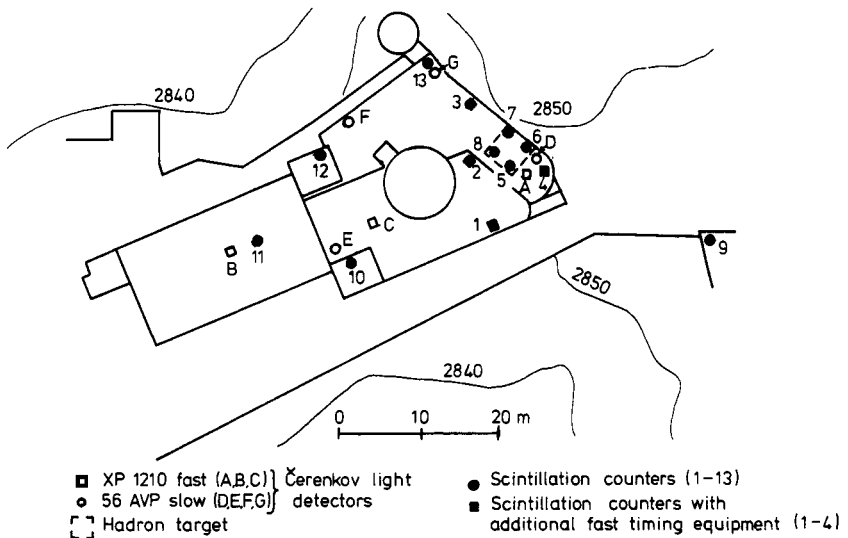 2840
13
G
3
7
2850
F
8
6
D
12
2
5
A
4
C
1
E
B
11
10
9
2850
2840
0 10 20 m
XP 1210 fast (A,B,C)
56 AVP slow (D,E,F,G)
Čerenkov light
detectors
Hadron target
Scintillation counters (1-13)
Scintillation counters with
additional fast timing equipment (1-4)